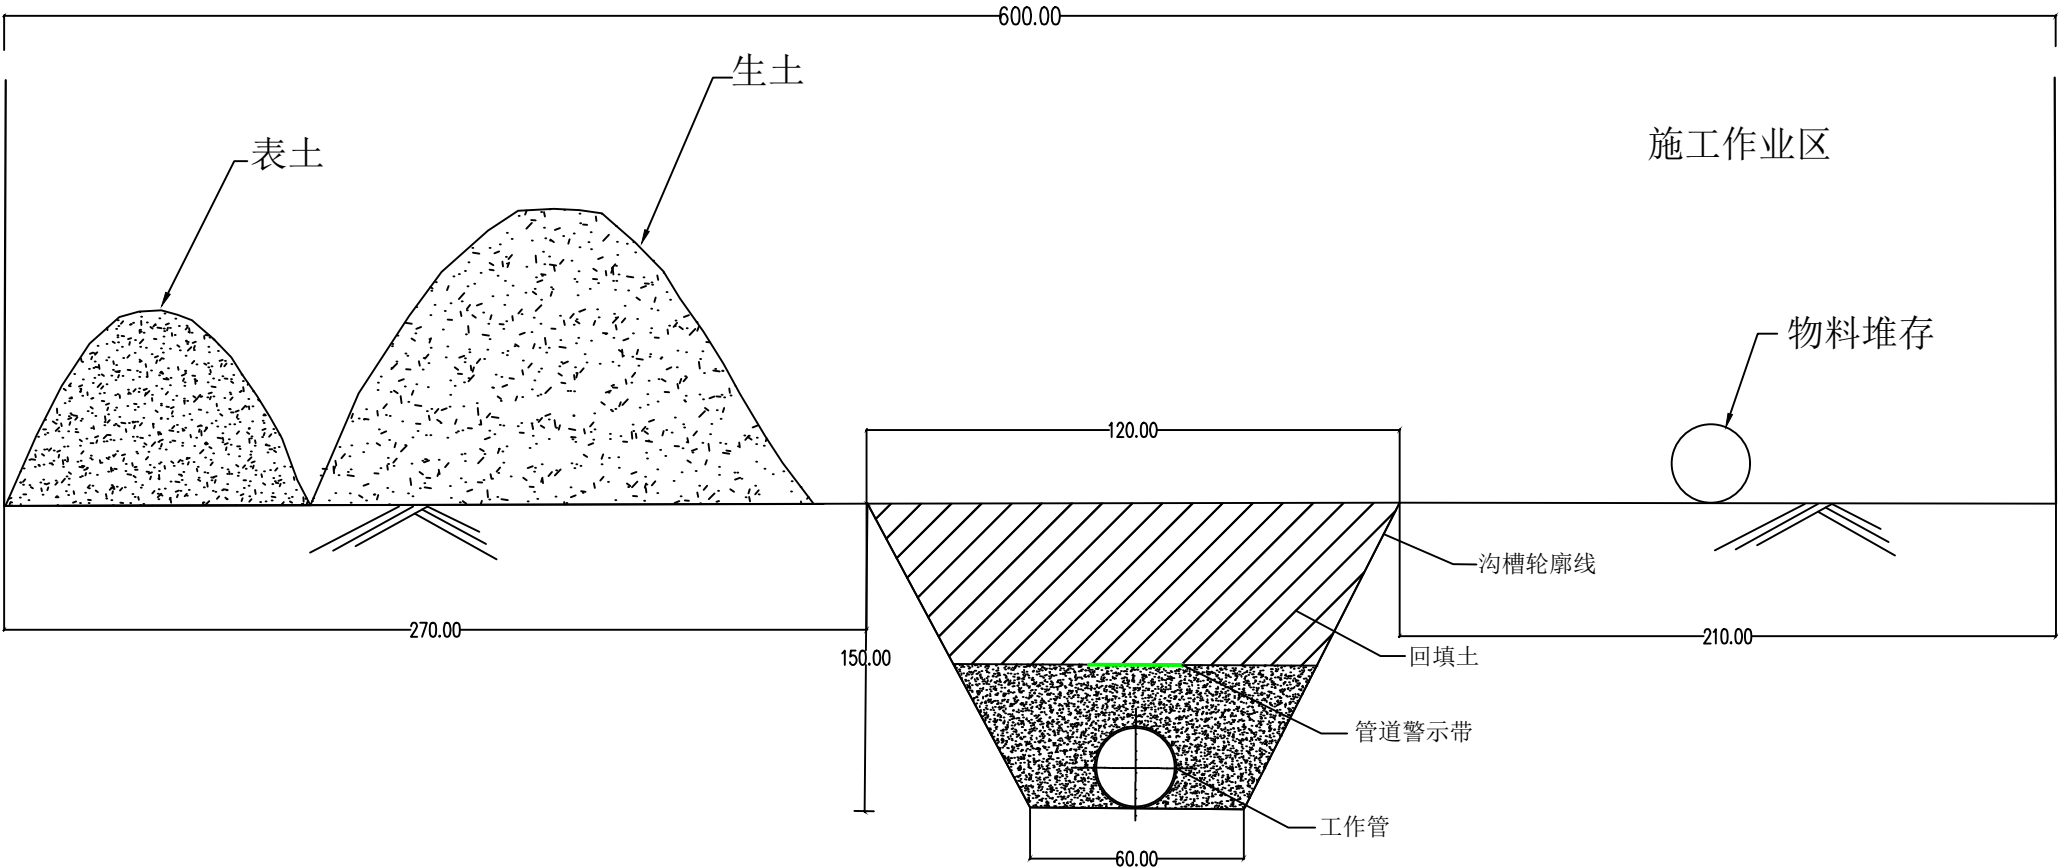 600.00
生土
表土
施工作业区
物料堆存
120.00
沟槽轮廓线
270.00
210.00
150.00
回填土
管道警示带
工作管
60.00